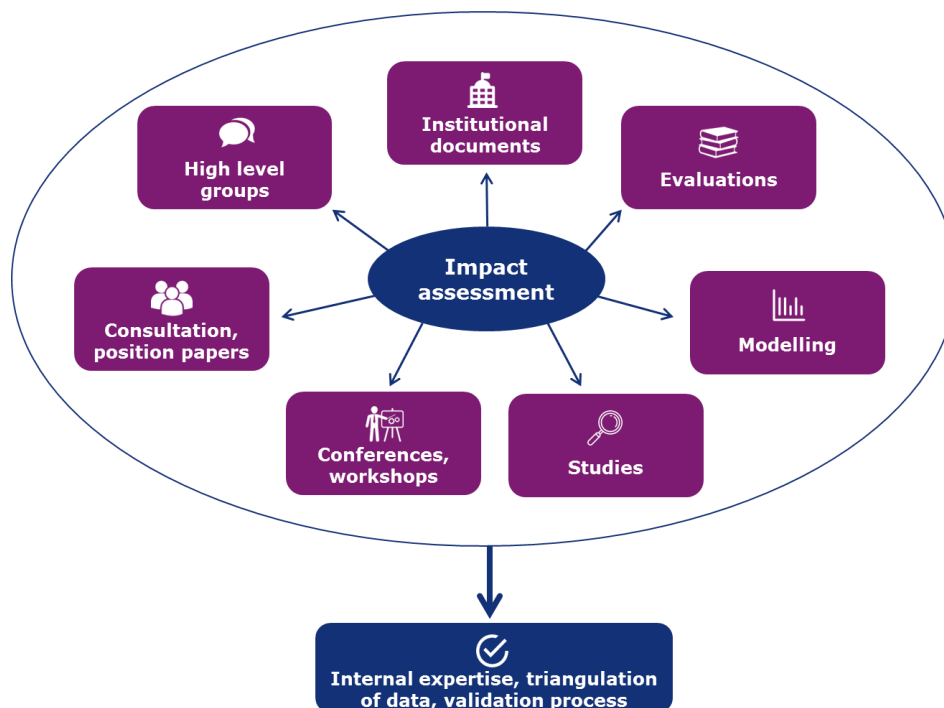 Institutional
documents
High level
groups
Evaluations
Impact
assessment
Consultation,
position papers
Modelling
Conferences,
workshops
Studies
Internal expertise, triangulation
of data, validation process